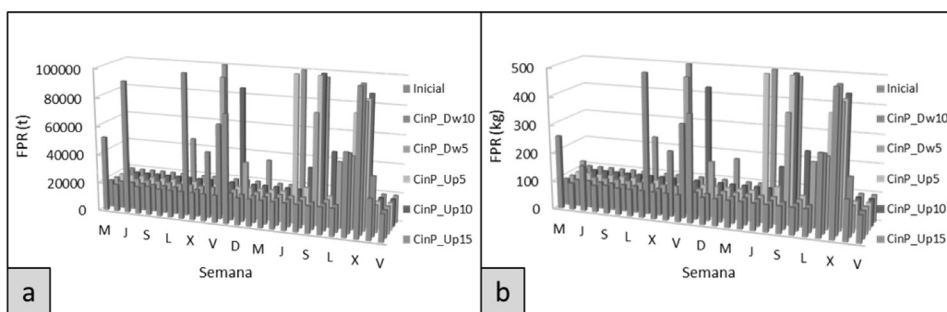 FPR (t)
100000
80000
60000
40000
20000
0
M J S L X V D M J S L X V
Semana
Inicial
CinP_Dw10
CinP_Dw5
CinP_Up5
CinP_Up10
CinP_Up15
a
FPR (kg)
500
400
300
200
100
0
M J S L X V D M J S L X V
Semana
Inicial
CinP_Dw10
CinP_Dw5
CinP_Up5
CinP_Up10
CinP_Up15
b